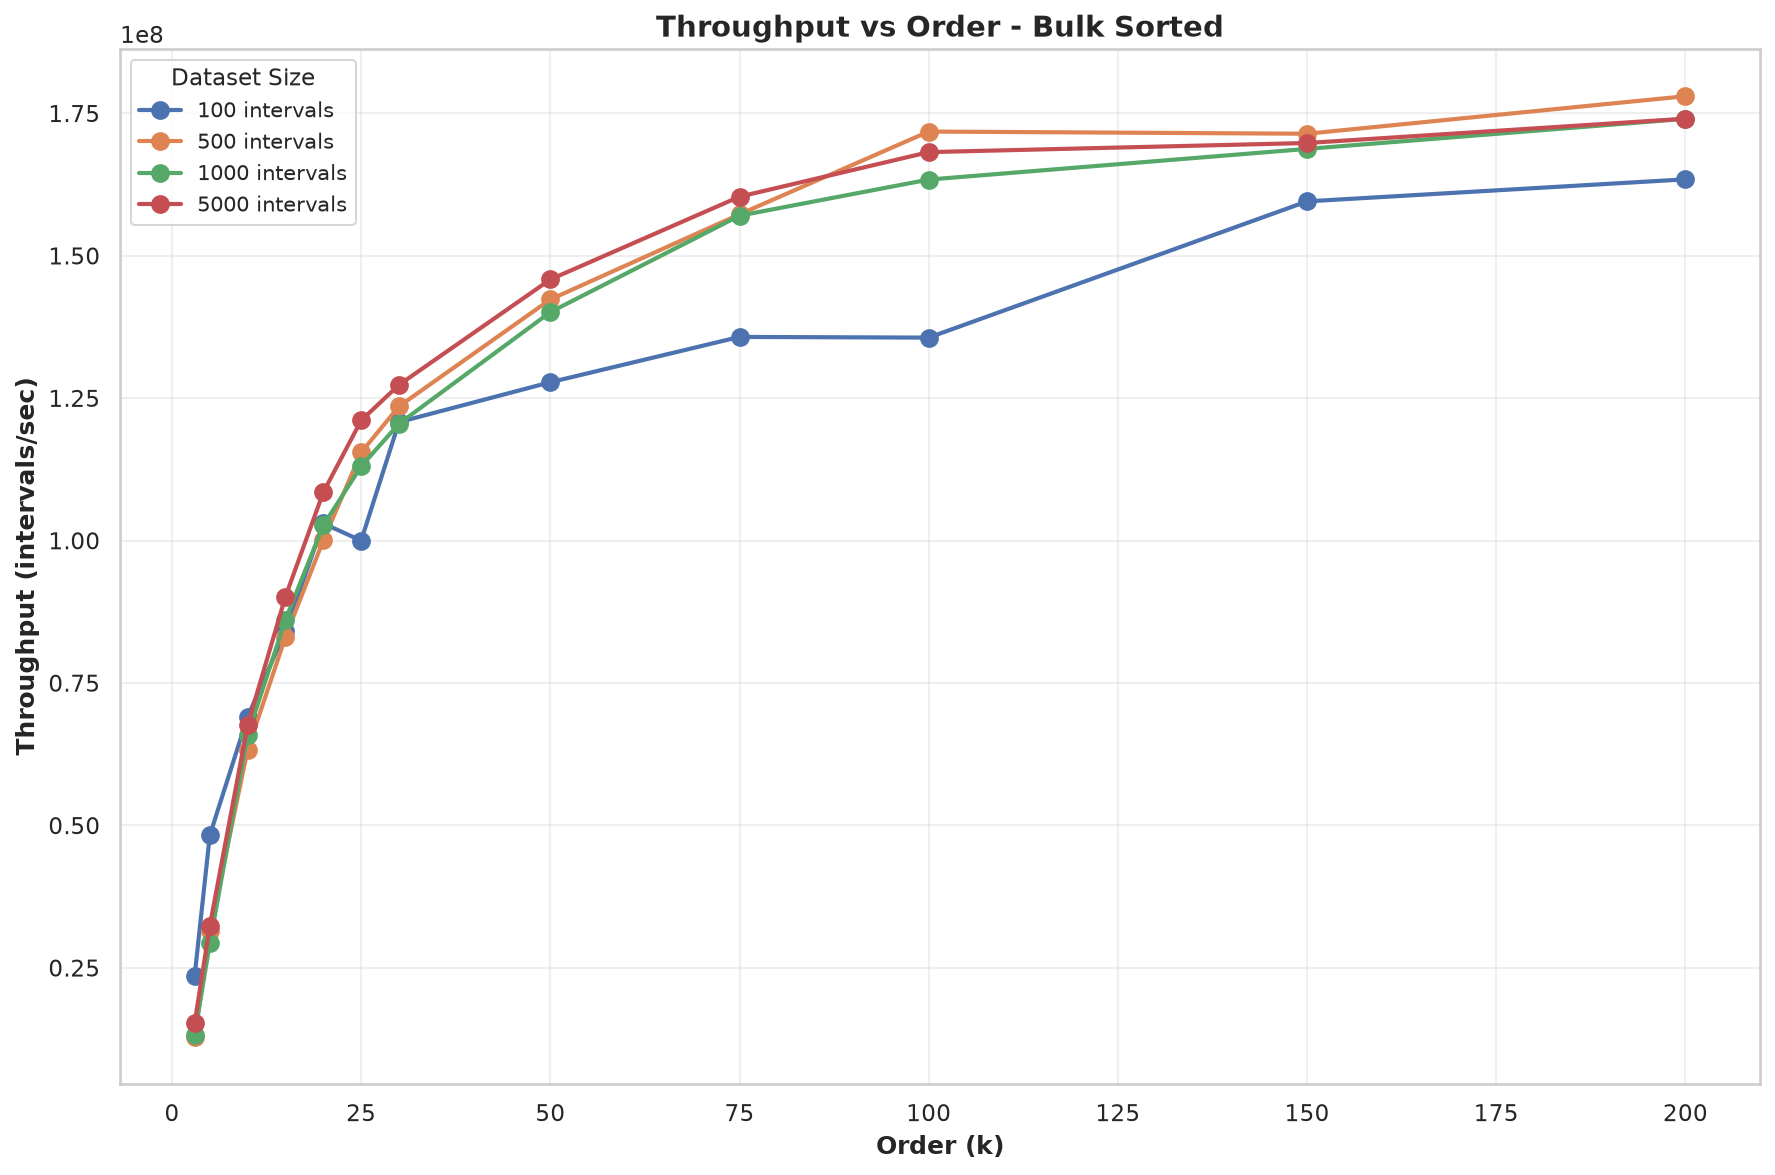 Throughput vs Order - Bulk Sorted
1e8
Dataset Size
100 intervals
500 intervals
1000 intervals
5000 intervals
1.75
1.50
1.25
1.00
0.75
0.50
0.25
Throughput (intervals/sec)
0 25 50 75 100 125 150 175 200
Order (k)